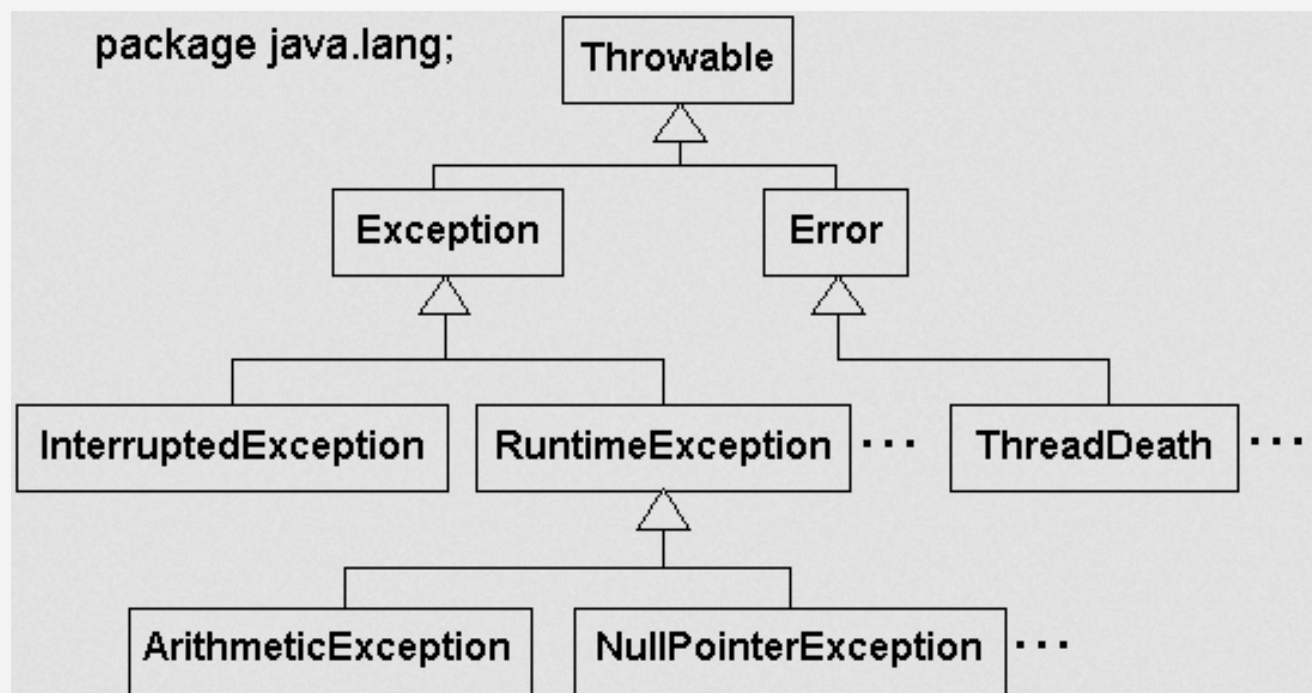 package java.lang;
Throwable
Exception
Error
InterruptedException
RuntimeException ...
ThreadDeath ...
ArithmeticException
NullPointerException ...